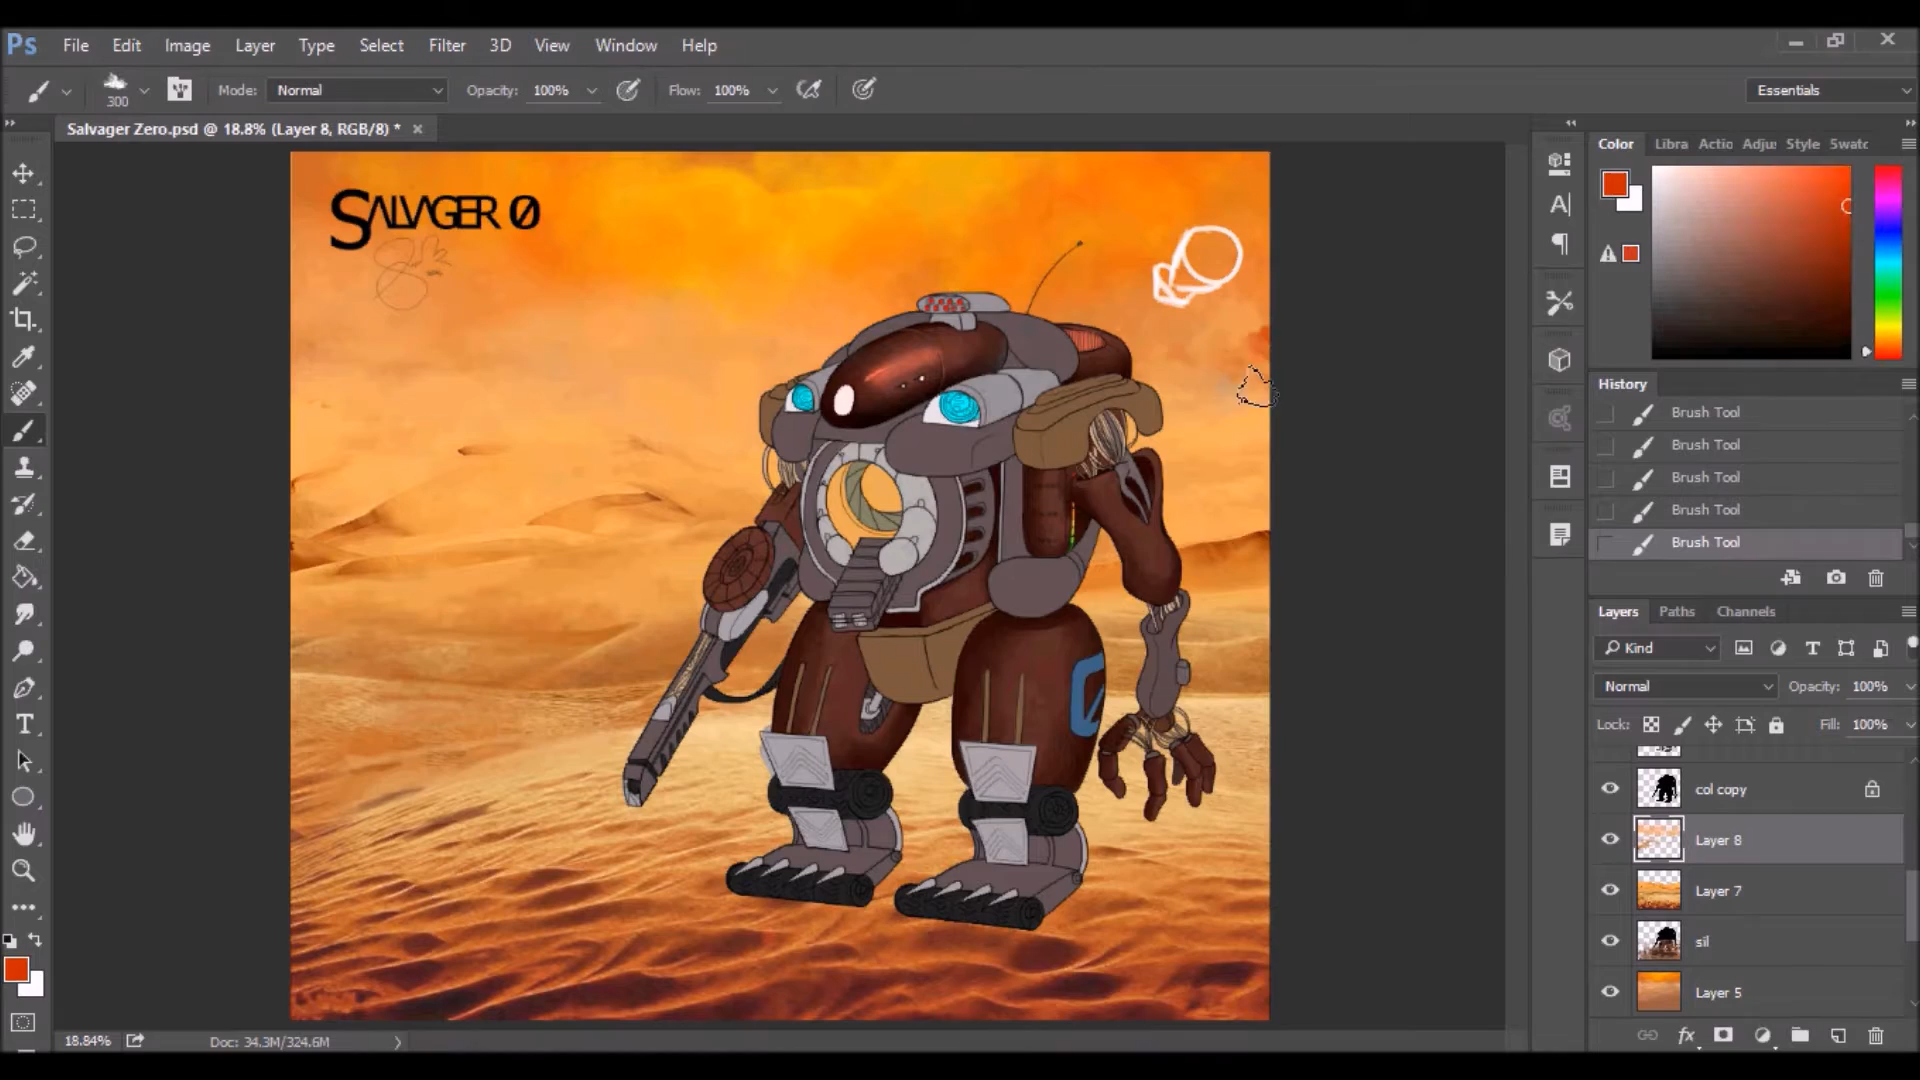 Ps File Edit Image Layer Type Select Filter 3D View Window Help
300 Mode: Normal Opacity: 100% Flow: 100% Essentials
Salvager Zero.psd @ 18.8% (Layer 8, RGB/8) *
Color Libra Actio Adju Style Swatc
SALVAGER 0
History
Brush Tool
Brush Tool
Brush Tool
Brush Tool
Brush Tool
Layers Paths Channels
Kind
Normal Opacity: 100%
Lock: Fill: 100%
col copy
Layer 8
Layer 7
sil
Layer 5
18.84% Doc: 34.3M/324.6M